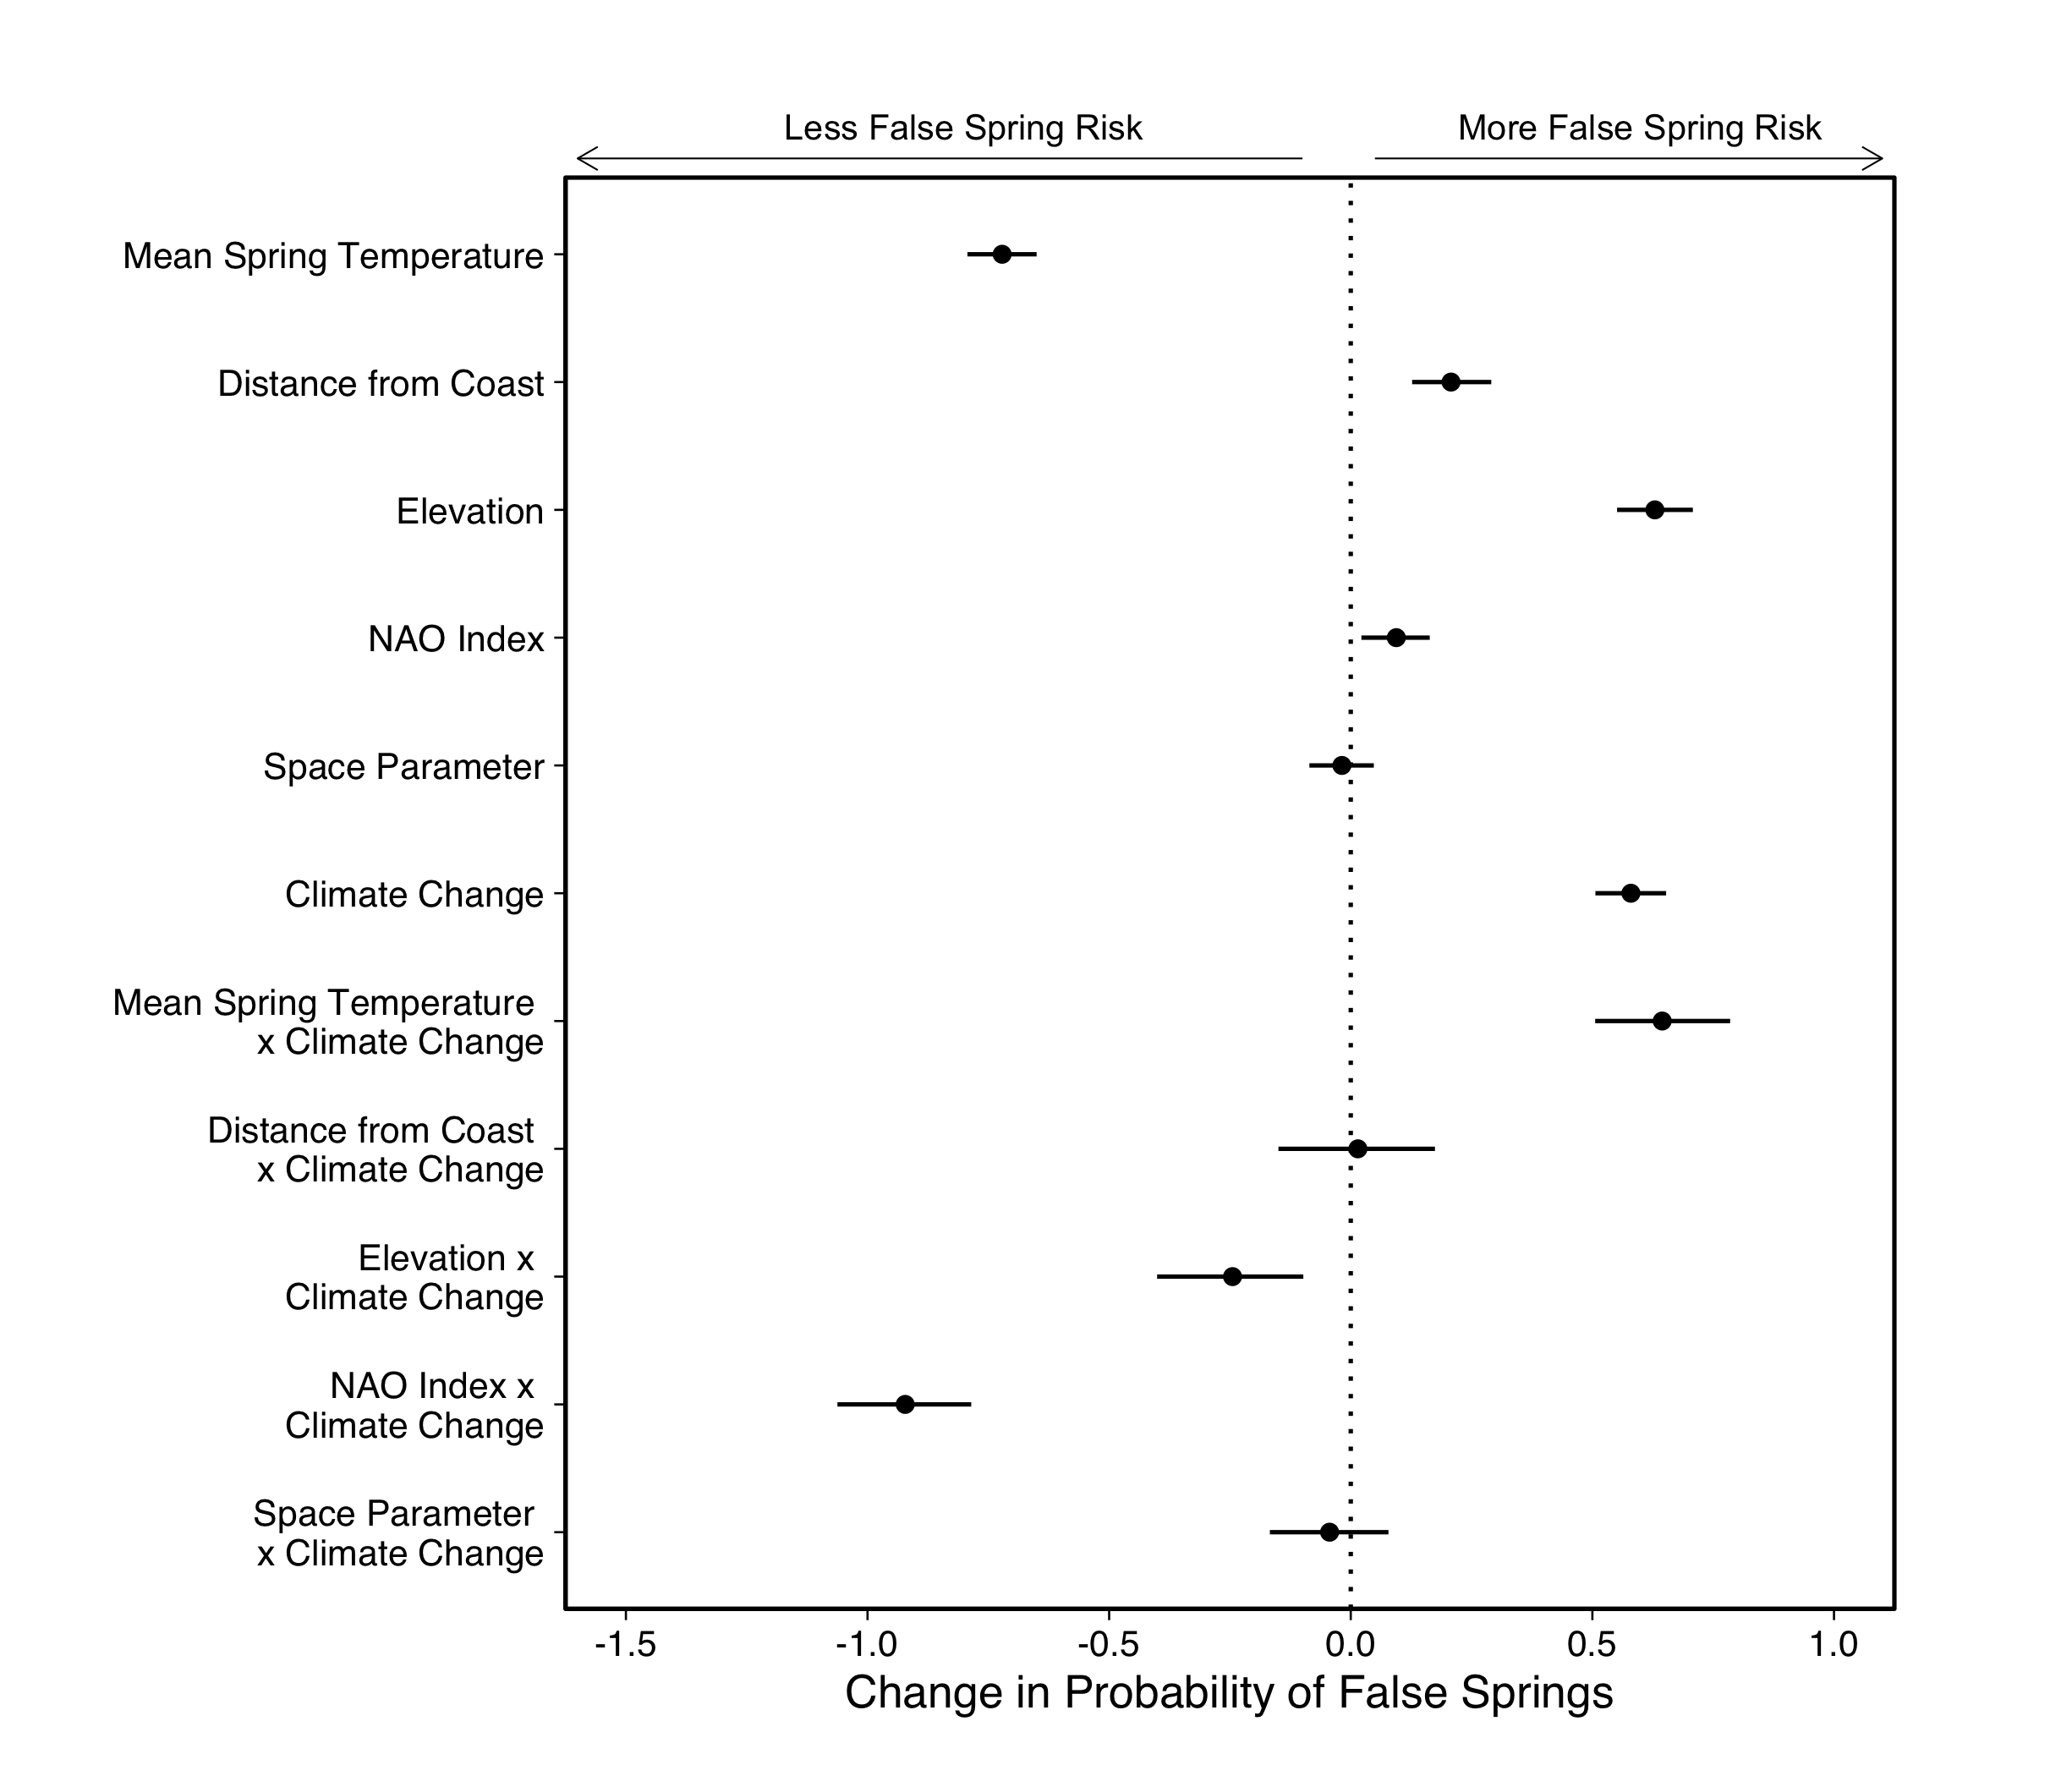 Less False Spring Risk
More False Spring Risk
Mean Spring Temperature
Distance from Coast
Elevation
NAO Index
Space Parameter
Climate Change
Mean Spring Temperature
x Climate Change
Distance from Coast
x Climate Change
Elevation x
Climate Change
NAO Index x
Climate Change
Space Parameter
x Climate Change
-1.5
-1.0
-0.5
0.0
0.5
1.0
Change in Probability of False Springs